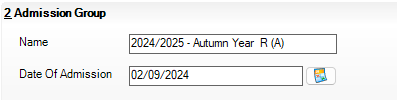 2 Admission Group
Name 2024/2025 - Autumn Year R (A)
Date Of Admission 02/09/2024